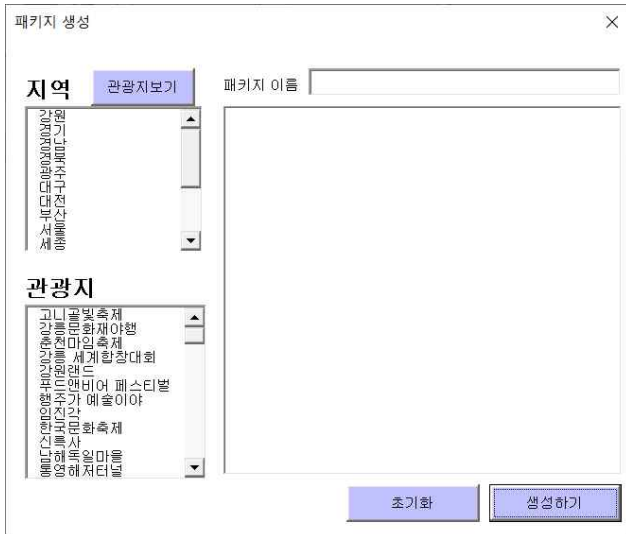 패키지 생성
지역
관광지보기
패키지 이름
강원
경기
경남
경북
광주
대구
대전
부산
서울
세종
관광지
고니골빛축제
강릉문화재야행
춘천마임축제
강릉 세계합창대회
강원랜드
푸드앤비어 페스티벌
행주가 예술이야
임진각
한국문화축제
신륵사
남해독일마을
통영해저터널
초기화
생성하기